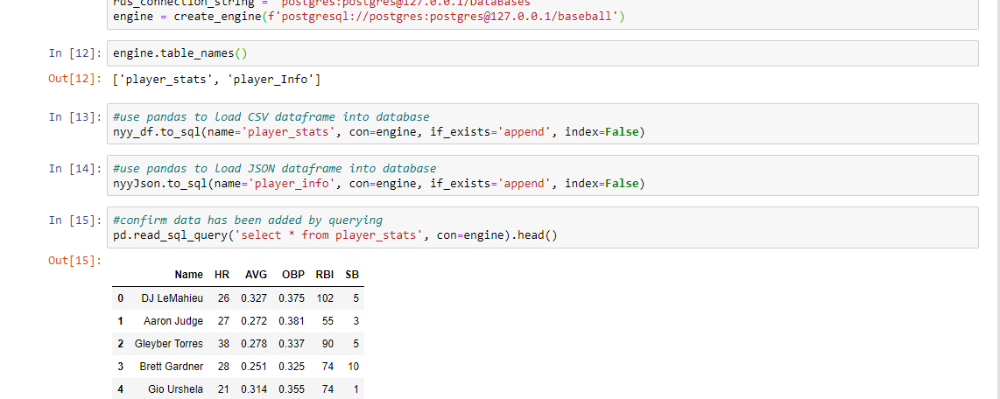 rds_connection_string = "postgres:postgres@127.0.0.1/DataBases"
engine = create_engine(f'postgresql://postgres:postgres@127.0.0.1/baseball')
In [12]: engine.table_names()
Out[12]: ['player_stats', 'player_Info']
In [13]: #use pandas to load CSV dataframe into database
nyy_df.to_sql(name='player_stats', con=engine, if_exists='append', index=False)
In [14]: #use pandas to load JSON dataframe into database
nyyJson.to_sql(name='player_info', con=engine, if_exists='append', index=False)
In [15]: #confirm data has been added by querying
pd.read_sql_query('select * from player_stats', con=engine).head()
Out[15]:
Name HR AVG OBP RBI SB
0 DJ LeMahieu 26 0.327 0.375 102 5
1 Aaron Judge 27 0.272 0.381 55 3
2 Gleyber Torres 38 0.278 0.337 90 5
3 Brett Gardner 28 0.251 0.325 74 10
4 Gio Urshela 21 0.314 0.355 74 1